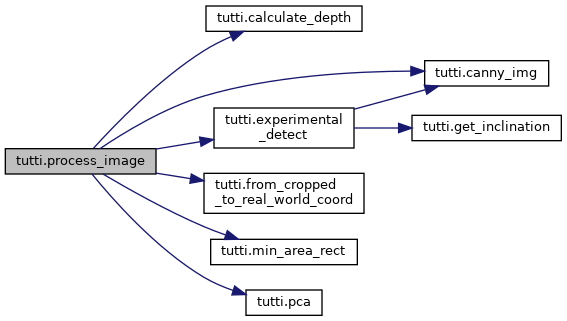 tutti.calculate_depth
tutti.canny_img
tutti.experimental
_detect
tutti.get_inclination
tutti.process_image
tutti.from_cropped
_to_real_world_coord
tutti.min_area_rect
tutti.pca